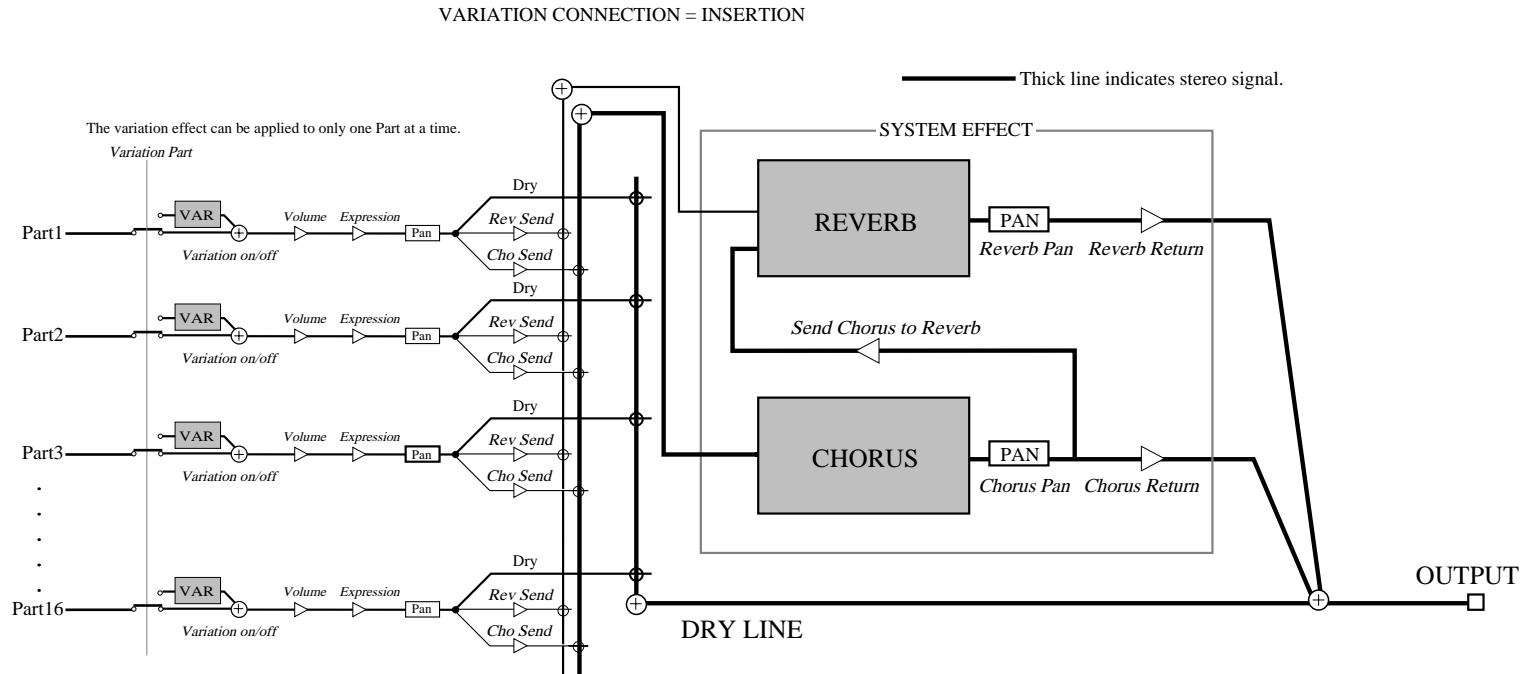 VARIATION CONNECTION = INSERTION
Thick line indicates stereo signal.
The variation effect can be applied to only one Part at a time.
Variation Part
SYSTEM EFFECT
Part1
VAR
Variation on/off
Volume
Expression
Pan
Dry
Rev Send
Cho Send
Part2
VAR
Variation on/off
Volume
Expression
Pan
Dry
Rev Send
Cho Send
Part3
VAR
Variation on/off
Volume
Expression
Pan
Dry
Rev Send
Cho Send
Part16
VAR
Variation on/off
Volume
Expression
Pan
Dry
Rev Send
Cho Send
REVERB
PAN
Reverb Pan
Reverb Return
Send Chorus to Reverb
CHORUS
PAN
Chorus Pan
Chorus Return
DRY LINE
OUTPUT